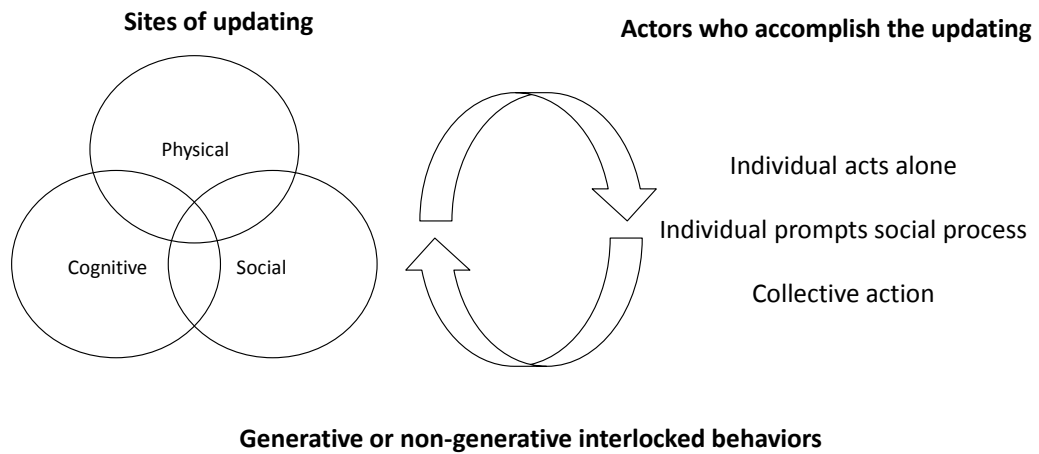 Sites of updating
Actors who accomplish the updating
Physical
Cognitive
Social
Individual acts alone
Individual prompts social process
Collective action
Generative or non-generative interlocked behaviors